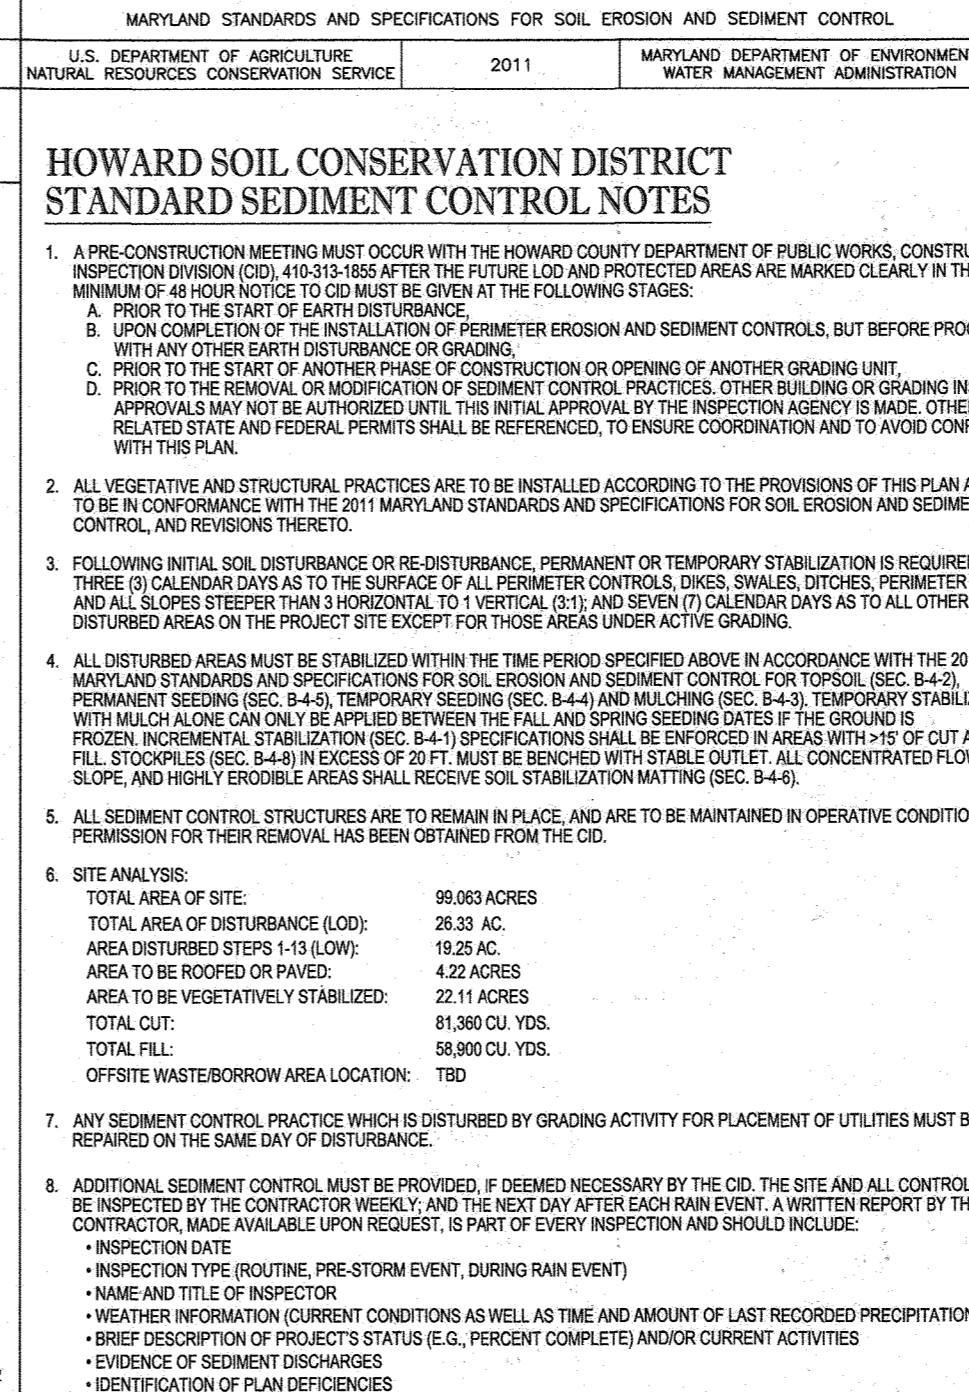 MARYLAND STANDARDS AND SPECIFICATIONS FOR SOIL EROSION AND SEDIMENT CONTROL
U.S. DEPARTMENT OF AGRICULTURE
NATURAL RESOURCES CONSERVATION SERVICE
2011
MARYLAND DEPARTMENT OF ENVIRONMEN
WATER MANAGEMENT ADMINISTRATION
HOWARD SOIL CONSERVATION DISTRICT
STANDARD SEDIMENT CONTROL NOTES
1. A PRE-CONSTRUCTION MEETING MUST OCCUR WITH THE HOWARD COUNTY DEPARTMENT OF PUBLIC WORKS, CONSTRU
INSPECTION DIVISION (CID), 410-313-1855 AFTER THE FUTURE LOD AND PROTECTED AREAS ARE MARKED CLEARLY IN TH
MINIMUM OF 48 HOUR NOTICE TO CID MUST BE GIVEN AT THE FOLLOWING STAGES:
A. PRIOR TO THE START OF EARTH DISTURBANCE,
B. UPON COMPLETION OF THE INSTALLATION OF PERIMETER EROSION AND SEDIMENT CONTROLS, BUT BEFORE PROC
WITH ANY OTHER EARTH DISTURBANCE OR GRADING,
C. PRIOR TO THE START OF ANOTHER PHASE OF CONSTRUCTION OR OPENING OF ANOTHER GRADING UNIT,
D. PRIOR TO THE REMOVAL OR MODIFICATION OF SEDIMENT CONTROL PRACTICES. OTHER BUILDING OR GRADING INS
APPROVALS MAY NOT BE AUTHORIZED UNTIL THIS INITIAL APPROVAL BY THE INSPECTION AGENCY IS MADE. OTHE
RELATED STATE AND FEDERAL PERMITS SHALL BE REFERENCED, TO ENSURE COORDINATION AND TO AVOID CONF
WITH THIS PLAN.
2. ALL VEGETATIVE AND STRUCTURAL PRACTICES ARE TO BE INSTALLED ACCORDING TO THE PROVISIONS OF THIS PLAN A
TO BE IN CONFORMANCE WITH THE 2011 MARYLAND STANDARDS AND SPECIFICATIONS FOR SOIL EROSION AND SEDIME
CONTROL, AND REVISIONS THERETO.
3. FOLLOWING INITIAL SOIL DISTURBANCE OR RE-DISTURBANCE, PERMANENT OR TEMPORARY STABILIZATION IS REQUIRE
THREE (3) CALENDAR DAYS AS TO THE SURFACE OF ALL PERIMETER CONTROLS, DIKES, SWALES, DITCHES, PERIMETER
AND ALL SLOPES STEEPER THAN 3 HORIZONTAL TO 1 VERTICAL (3:1); AND SEVEN (7) CALENDAR DAYS AS TO ALL OTHER
DISTURBED AREAS ON THE PROJECT SITE EXCEPT FOR THOSE AREAS UNDER ACTIVE GRADING.
4. ALL DISTURBED AREAS MUST BE STABILIZED WITHIN THE TIME PERIOD SPECIFIED ABOVE IN ACCORDANCE WITH THE 20
MARYLAND STANDARDS AND SPECIFICATIONS FOR SOIL EROSION AND SEDIMENT CONTROL FOR TOPSOIL (SEC. B-4-2),
PERMANENT SEEDING (SEC. B-4-5), TEMPORARY SEEDING (SEC. B-4-4) AND MULCHING (SEC. B-4-3). TEMPORARY STABILI
WITH MULCH ALONE CAN ONLY BE APPLIED BETWEEN THE FALL AND SPRING SEEDING DATES IF THE GROUND IS
FROZEN. INCREMENTAL STABILIZATION (SEC. B-4-1) SPECIFICATIONS SHALL BE ENFORCED IN AREAS WITH >15' OF CUT A
FILL. STOCKPILES (SEC. B-4-8) IN EXCESS OF 20 FT. MUST BE BENCHED WITH STABLE OUTLET. ALL CONCENTRATED FLOW
SLOPE, AND HIGHLY ERODIBLE AREAS SHALL RECEIVE SOIL STABILIZATION MATTING (SEC. B-4-6).
5. ALL SEDIMENT CONTROL STRUCTURES ARE TO REMAIN IN PLACE, AND ARE TO BE MAINTAINED IN OPERATIVE CONDITIO
PERMISSION FOR THEIR REMOVAL HAS BEEN OBTAINED FROM THE CID.
6. SITE ANALYSIS:
TOTAL AREA OF SITE: 99.063 ACRES
TOTAL AREA OF DISTURBANCE (LOD): 26.33 AC.
AREA DISTURBED STEPS 1-13 (LOW): 19.25 AC.
AREA TO BE ROOFED OR PAVED: 4.22 ACRES
AREA TO BE VEGETATIVELY STABILIZED: 22.11 ACRES
TOTAL CUT: 81,360 CU. YDS.
TOTAL FILL: 58,900 CU. YDS.
OFFSITE WASTE/BORROW AREA LOCATION: TBD
7. ANY SEDIMENT CONTROL PRACTICE WHICH IS DISTURBED BY GRADING ACTIVITY FOR PLACEMENT OF UTILITIES MUST B
REPAIRED ON THE SAME DAY OF DISTURBANCE.
8. ADDITIONAL SEDIMENT CONTROL MUST BE PROVIDED, IF DEEMED NECESSARY BY THE CID. THE SITE AND ALL CONTROL
BE INSPECTED BY THE CONTRACTOR WEEKLY; AND THE NEXT DAY AFTER EACH RAIN EVENT. A WRITTEN REPORT BY TH
CONTRACTOR, MADE AVAILABLE UPON REQUEST, IS PART OF EVERY INSPECTION AND SHOULD INCLUDE:
• INSPECTION DATE
• INSPECTION TYPE (ROUTINE, PRE-STORM EVENT, DURING RAIN EVENT)
• NAME AND TITLE OF INSPECTOR
• WEATHER INFORMATION (CURRENT CONDITIONS AS WELL AS TIME AND AMOUNT OF LAST RECORDED PRECIPITATION
• BRIEF DESCRIPTION OF PROJECT'S STATUS (E.G., PERCENT COMPLETE) AND/OR CURRENT ACTIVITIES
• EVIDENCE OF SEDIMENT DISCHARGES
• IDENTIFICATION OF PLAN DEFICIENCIES